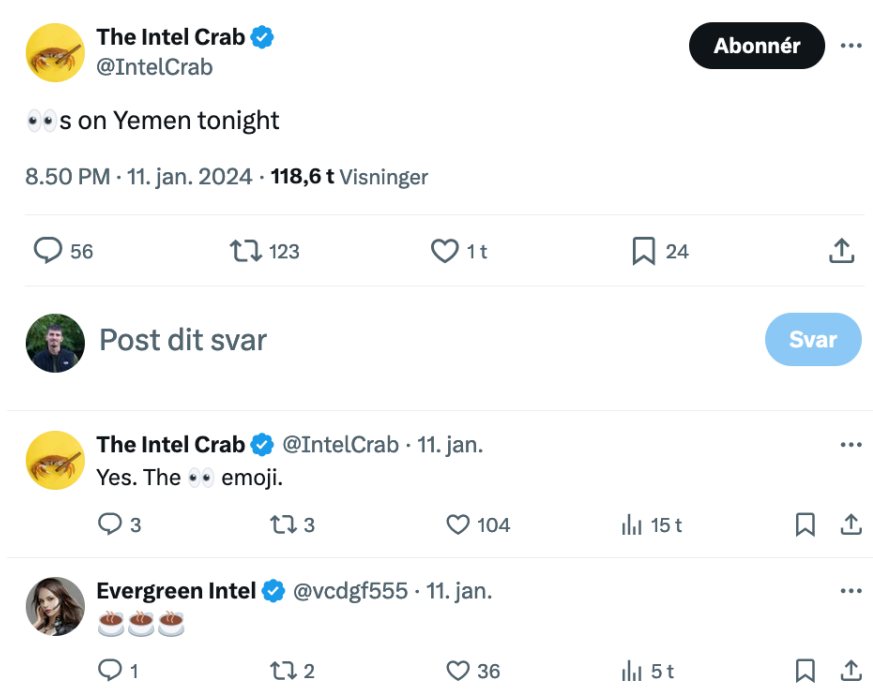 The Intel Crab
@IntelCrab
Abonnér
👀s on Yemen tonight
8.50 PM · 11. jan. 2024 · 118,6 t Visninger
56 123 1 t 24
Post dit svar
Svar
The Intel Crab @IntelCrab · 11. jan.
Yes. The 👀 emoji.
3 3 104 15 t
Evergreen Intel @vcdgf555 · 11. jan.
☕☕☕
1 2 36 5 t